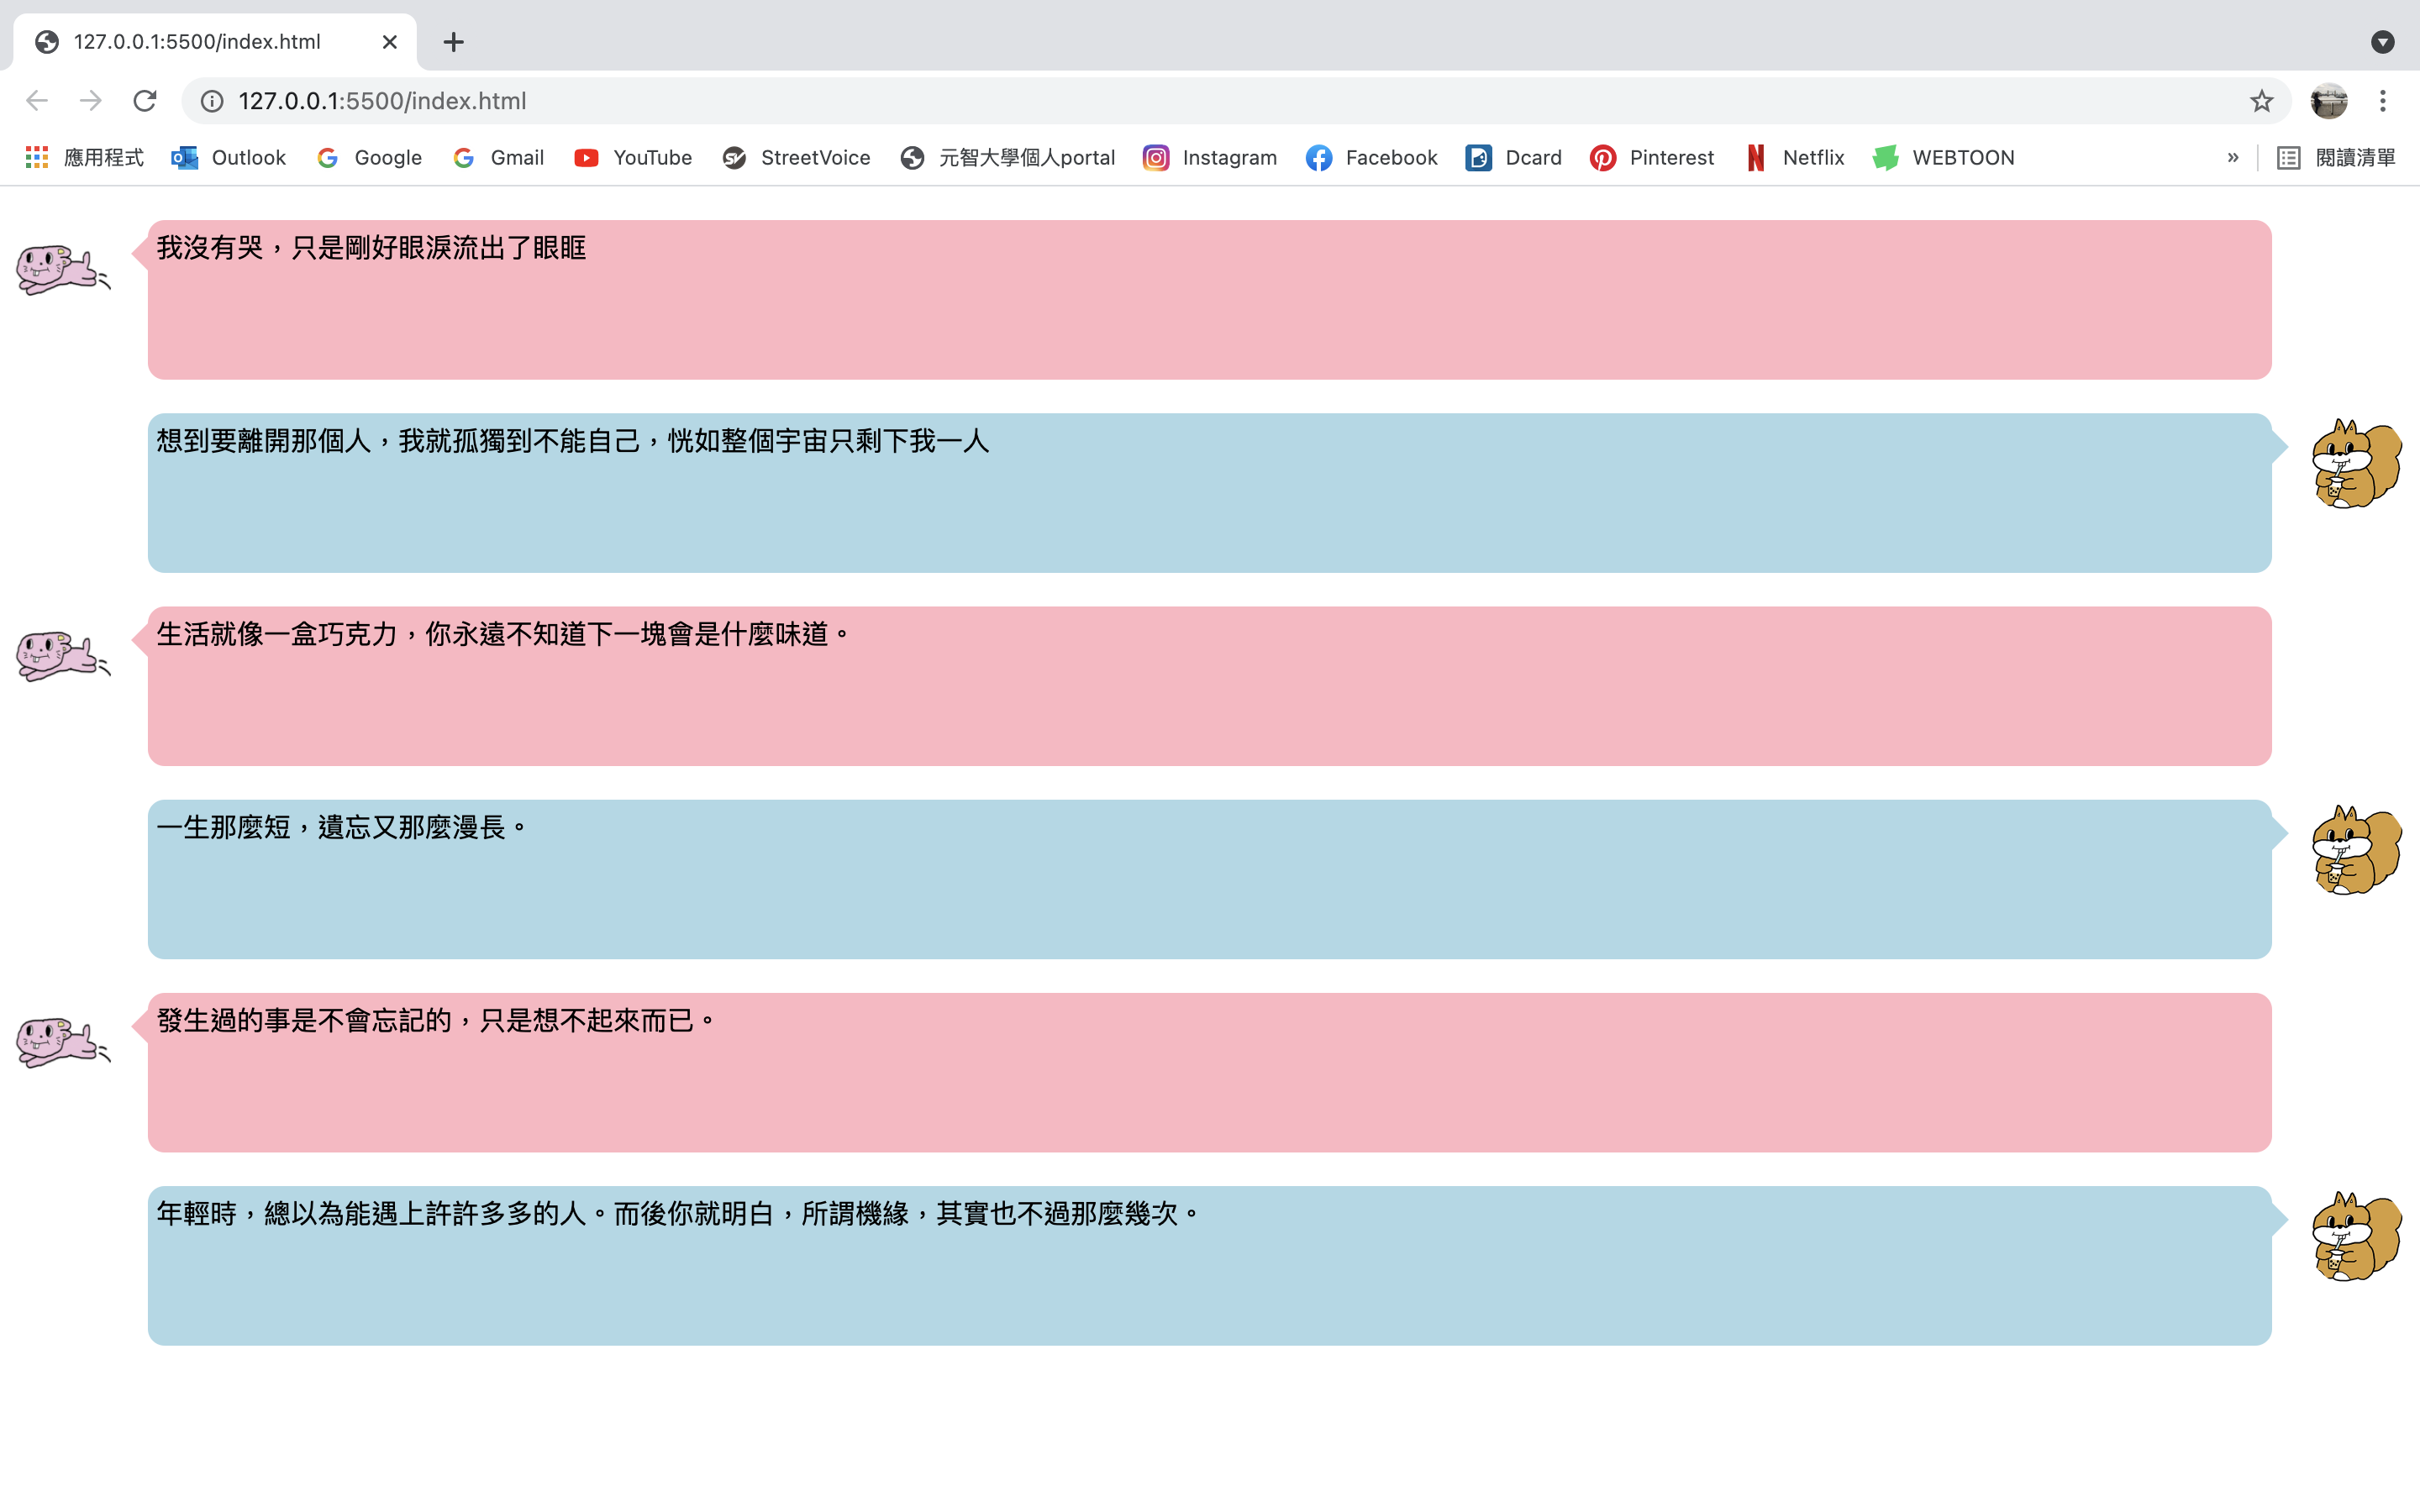 127.0.0.1:5500/index.html
127.0.0.1:5500/index.html
應用程式 Outlook Google Gmail YouTube StreetVoice 元智大學個人portal Instagram Facebook Dcard Pinterest Netflix WEBTOON » 閱讀清單
我沒有哭，只是剛好眼淚流出了眼眶
想到要離開那個人，我就孤獨到不能自己，恍如整個宇宙只剩下我一人
生活就像一盒巧克力，你永遠不知道下一塊會是什麼味道。
一生那麼短，遺忘又那麼漫長。
發生過的事是不會忘記的，只是想不起來而已。
年輕時，總以為能遇上許許多多的人。而後你就明白，所謂機緣，其實也不過那麼幾次。